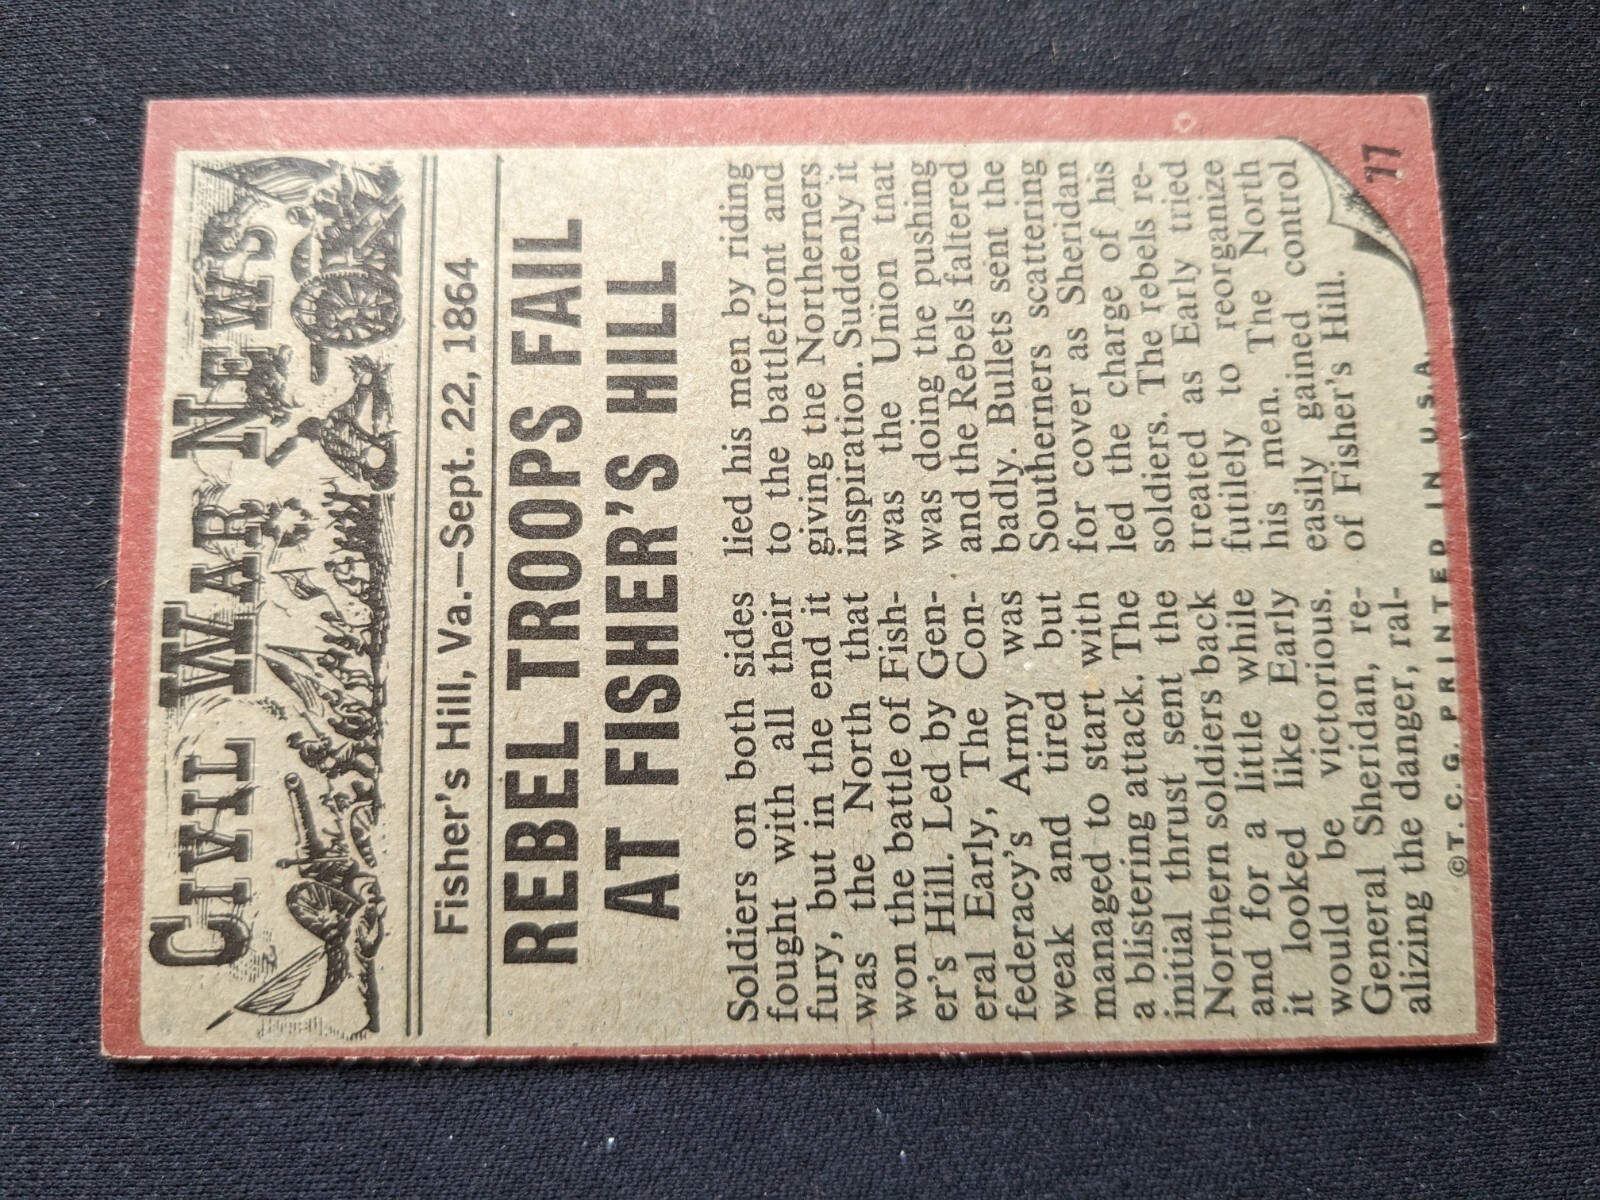 CIVIL WAR NEWS
Fisher's Hill, Va.—Sept. 22, 1864
REBEL TROOPS FAIL
AT FISHER'S HILL
Soldiers on both sides
fought with all their
fury, but in the end it
was the North that
won the battle of Fish-
er's Hill. Led by Gen-
eral Early, The Con-
federacy's Army was
weak and tired but
managed to start with
a blistering attack. The
initial thrust sent the
Northern soldiers back
and for a little while
it looked like Early
would be victorious.
General Sheridan, re-
alizing the danger, ral-
lied his men by riding
to the battlefront and
giving the Northerners
inspiration. Suddenly it
was the Union that
was doing the pushing
and the Rebels faltered
badly. Bullets sent the
Southerners scattering
for cover as Sheridan
led the charge of his
soldiers. The rebels re-
treated as Early tried
futilely to reorganize
his men. The North
easily gained control
of Fisher's Hill.
77
©T. C. G. PRINTED IN U.S.A.